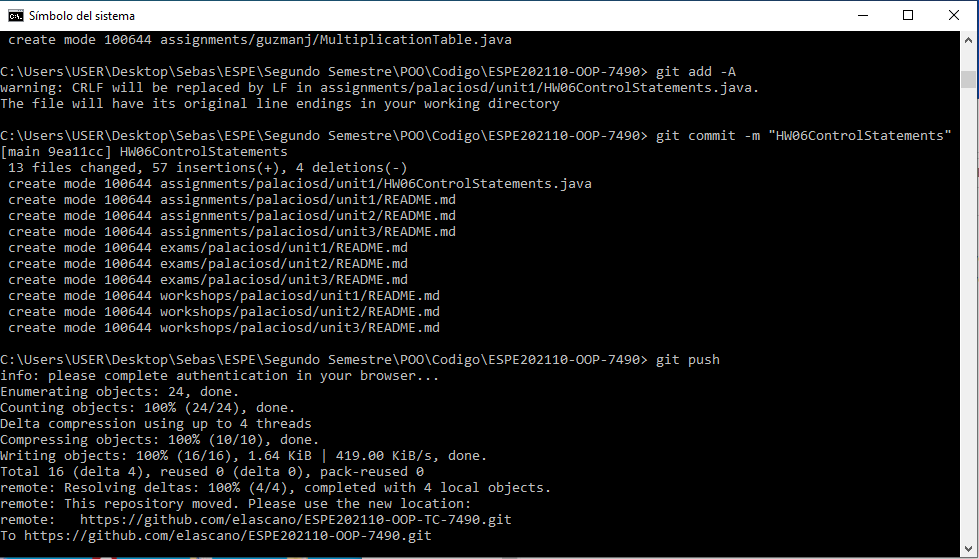 Símbolo del sistema
create mode 100644 assignments/guzmanj/MultiplicationTable.java
C:\Users\USER\Desktop\Sebas\ESPE\Segundo Semestre\POO\Codigo\ESPE202110-OOP-7490> git add -A
warning: CRLF will be replaced by LF in assignments/palaciosd/unit1/HW06ControlStatements.java.
The file will have its original line endings in your working directory
C:\Users\USER\Desktop\Sebas\ESPE\Segundo Semestre\POO\Codigo\ESPE202110-OOP-7490> git commit -m "HW06ControlStatements"
[main 9ea11cc] HW06ControlStatements
13 files changed, 57 insertions(+), 4 deletions(-)
create mode 100644 assignments/palaciosd/unit1/HW06ControlStatements.java
create mode 100644 assignments/palaciosd/unit1/README.md
create mode 100644 assignments/palaciosd/unit2/README.md
create mode 100644 assignments/palaciosd/unit3/README.md
create mode 100644 exams/palaciosd/unit1/README.md
create mode 100644 exams/palaciosd/unit2/README.md
create mode 100644 exams/palaciosd/unit3/README.md
create mode 100644 workshops/palaciosd/unit1/README.md
create mode 100644 workshops/palaciosd/unit2/README.md
create mode 100644 workshops/palaciosd/unit3/README.md
C:\Users\USER\Desktop\Sebas\ESPE\Segundo Semestre\POO\Codigo\ESPE202110-OOP-7490> git push
info: please complete authentication in your browser...
Enumerating objects: 24, done.
Counting objects: 100% (24/24), done.
Delta compression using up to 4 threads
Compressing objects: 100% (10/10), done.
Writing objects: 100% (16/16), 1.64 KiB | 419.00 KiB/s, done.
Total 16 (delta 4), reused 0 (delta 0), pack-reused 0
remote: Resolving deltas: 100% (4/4), completed with 4 local objects.
remote: This repository moved. Please use the new location:
remote:   https://github.com/elascano/ESPE202110-OOP-TC-7490.git
To https://github.com/elascano/ESPE202110-OOP-7490.git